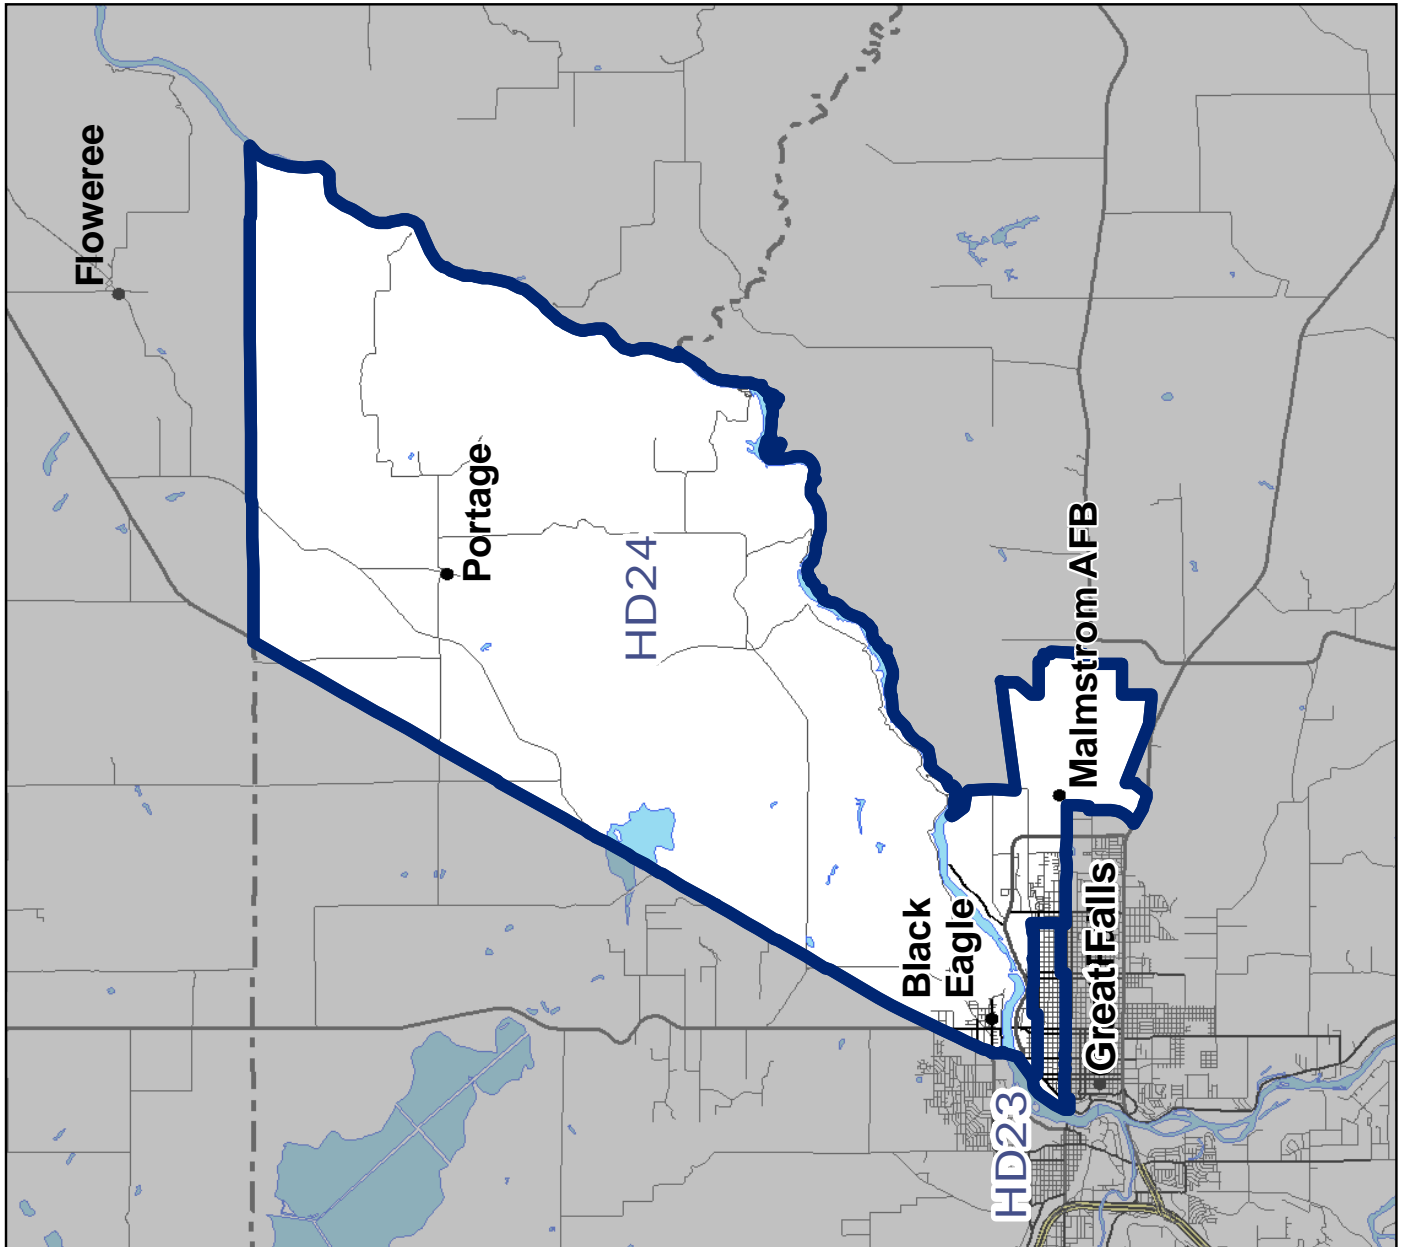 Floweree
Portage
HD24
Malmstrom AFB
Black
Eagle
Great Falls
HD23